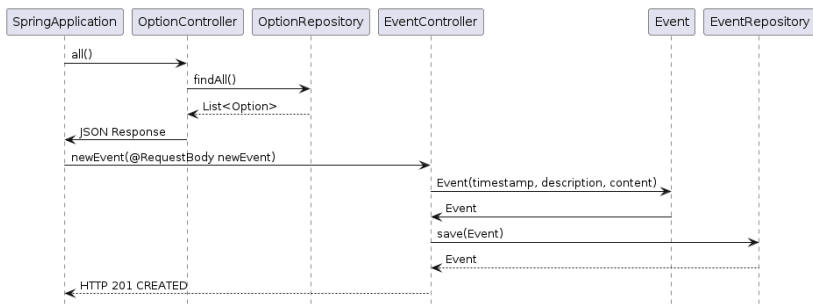 SpringApplication
OptionController
OptionRepository
EventController
Event
EventRepository
all()
findAll()
List<Option>
JSON Response
newEvent(@RequestBody newEvent)
Event(timestamp, description, content)
Event
save(Event)
Event
HTTP 201 CREATED